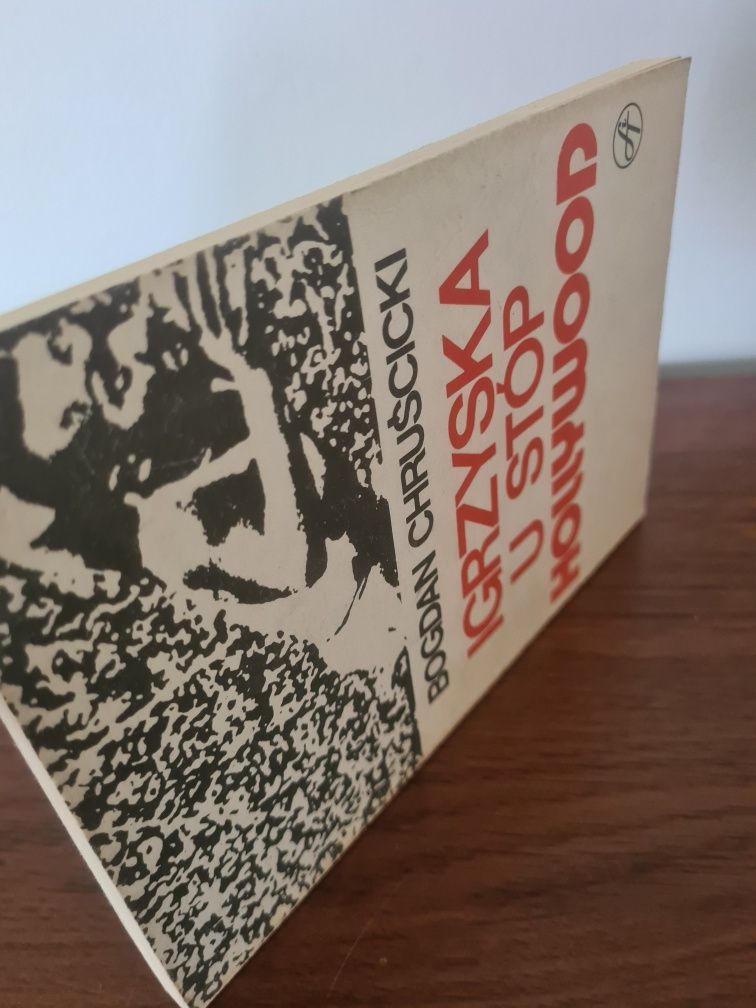 BOGDAN CHRUŚCICKI
IGRZYSKA
U STÓP
HOLLYWOOD